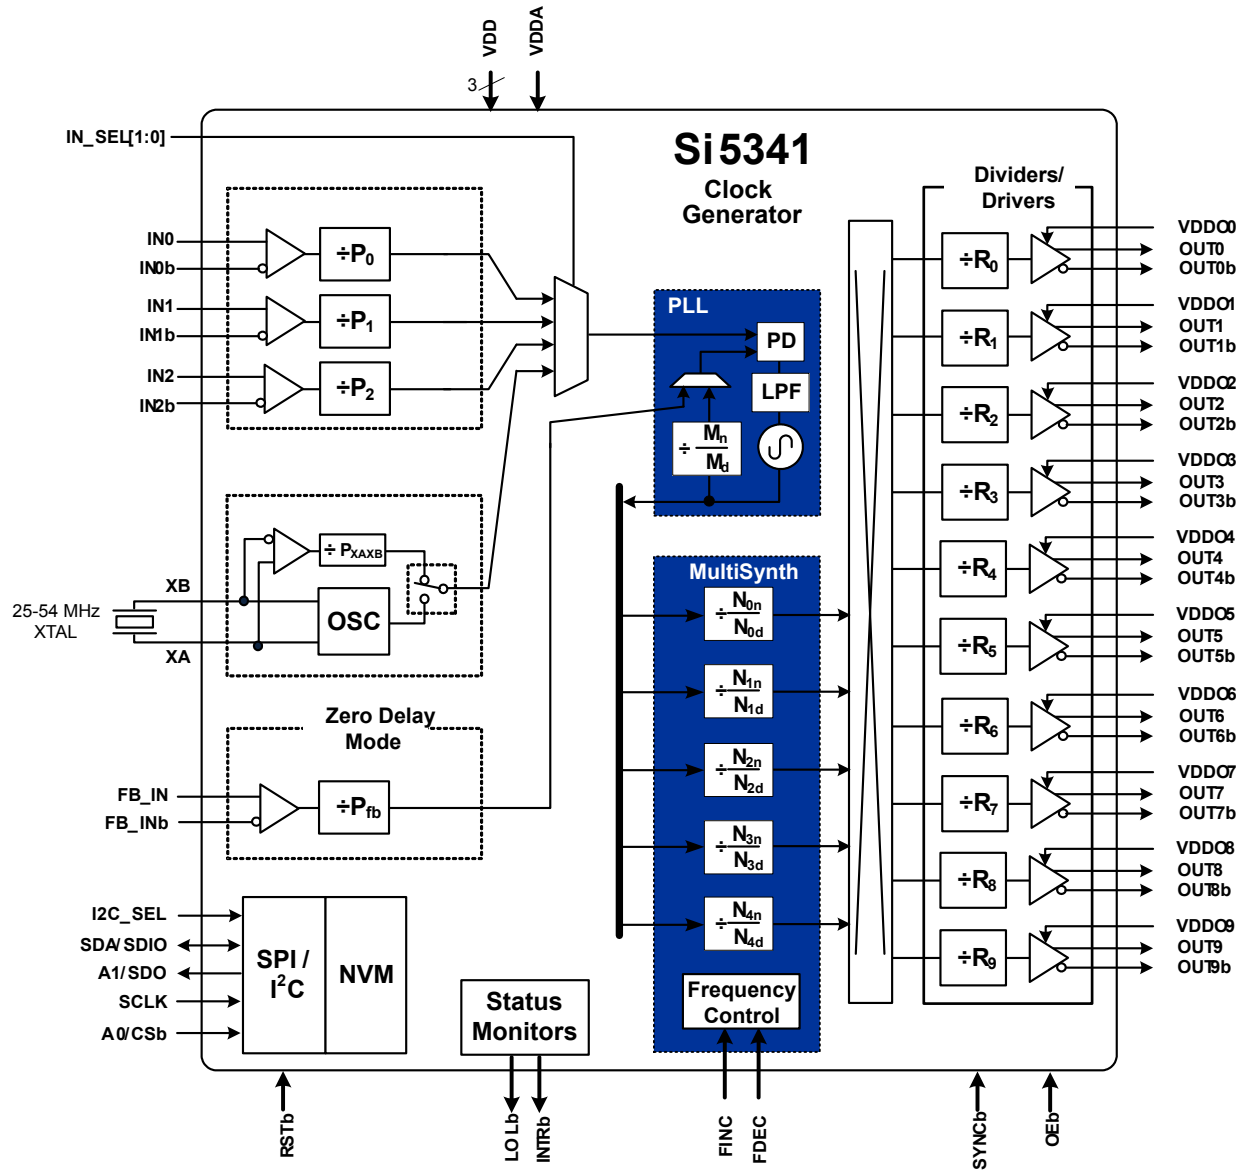 VDD
VDDA
3
IN_SEL[1:0]
Si5341
Clock
Generator
Dividers/
Drivers
IN0
IN0b
÷P0
IN1
IN1b
÷P1
IN2
IN2b
÷P2
PLL
PD
LPF
÷ Mn
Md
÷ PXAXB
XB
25-54 MHz
XTAL
OSC
XA
Zero Delay
Mode
FB_IN
FB_INb
÷Pfb
MultiSynth
÷ N0n
N0d
÷ N1n
N1d
÷ N2n
N2d
÷ N3n
N3d
÷ N4n
N4d
Frequency
Control
÷R0
VDDO0
OUT0
OUT0b
÷R1
VDDO1
OUT1
OUT1b
÷R2
VDDO2
OUT2
OUT2b
÷R3
VDDO3
OUT3
OUT3b
÷R4
VDDO4
OUT4
OUT4b
÷R5
VDDO5
OUT5
OUT5b
÷R6
VDDO6
OUT6
OUT6b
÷R7
VDDO7
OUT7
OUT7b
÷R8
VDDO8
OUT8
OUT8b
÷R9
VDDO9
OUT9
OUT9b
I2C_SEL
SDA/SDIO
A1/SDO
SCLK
A0/CSb
SPI /
I2C
NVM
Status
Monitors
RSTb
LOLb
INTRb
FINC
FDEC
SYNCb
OEb